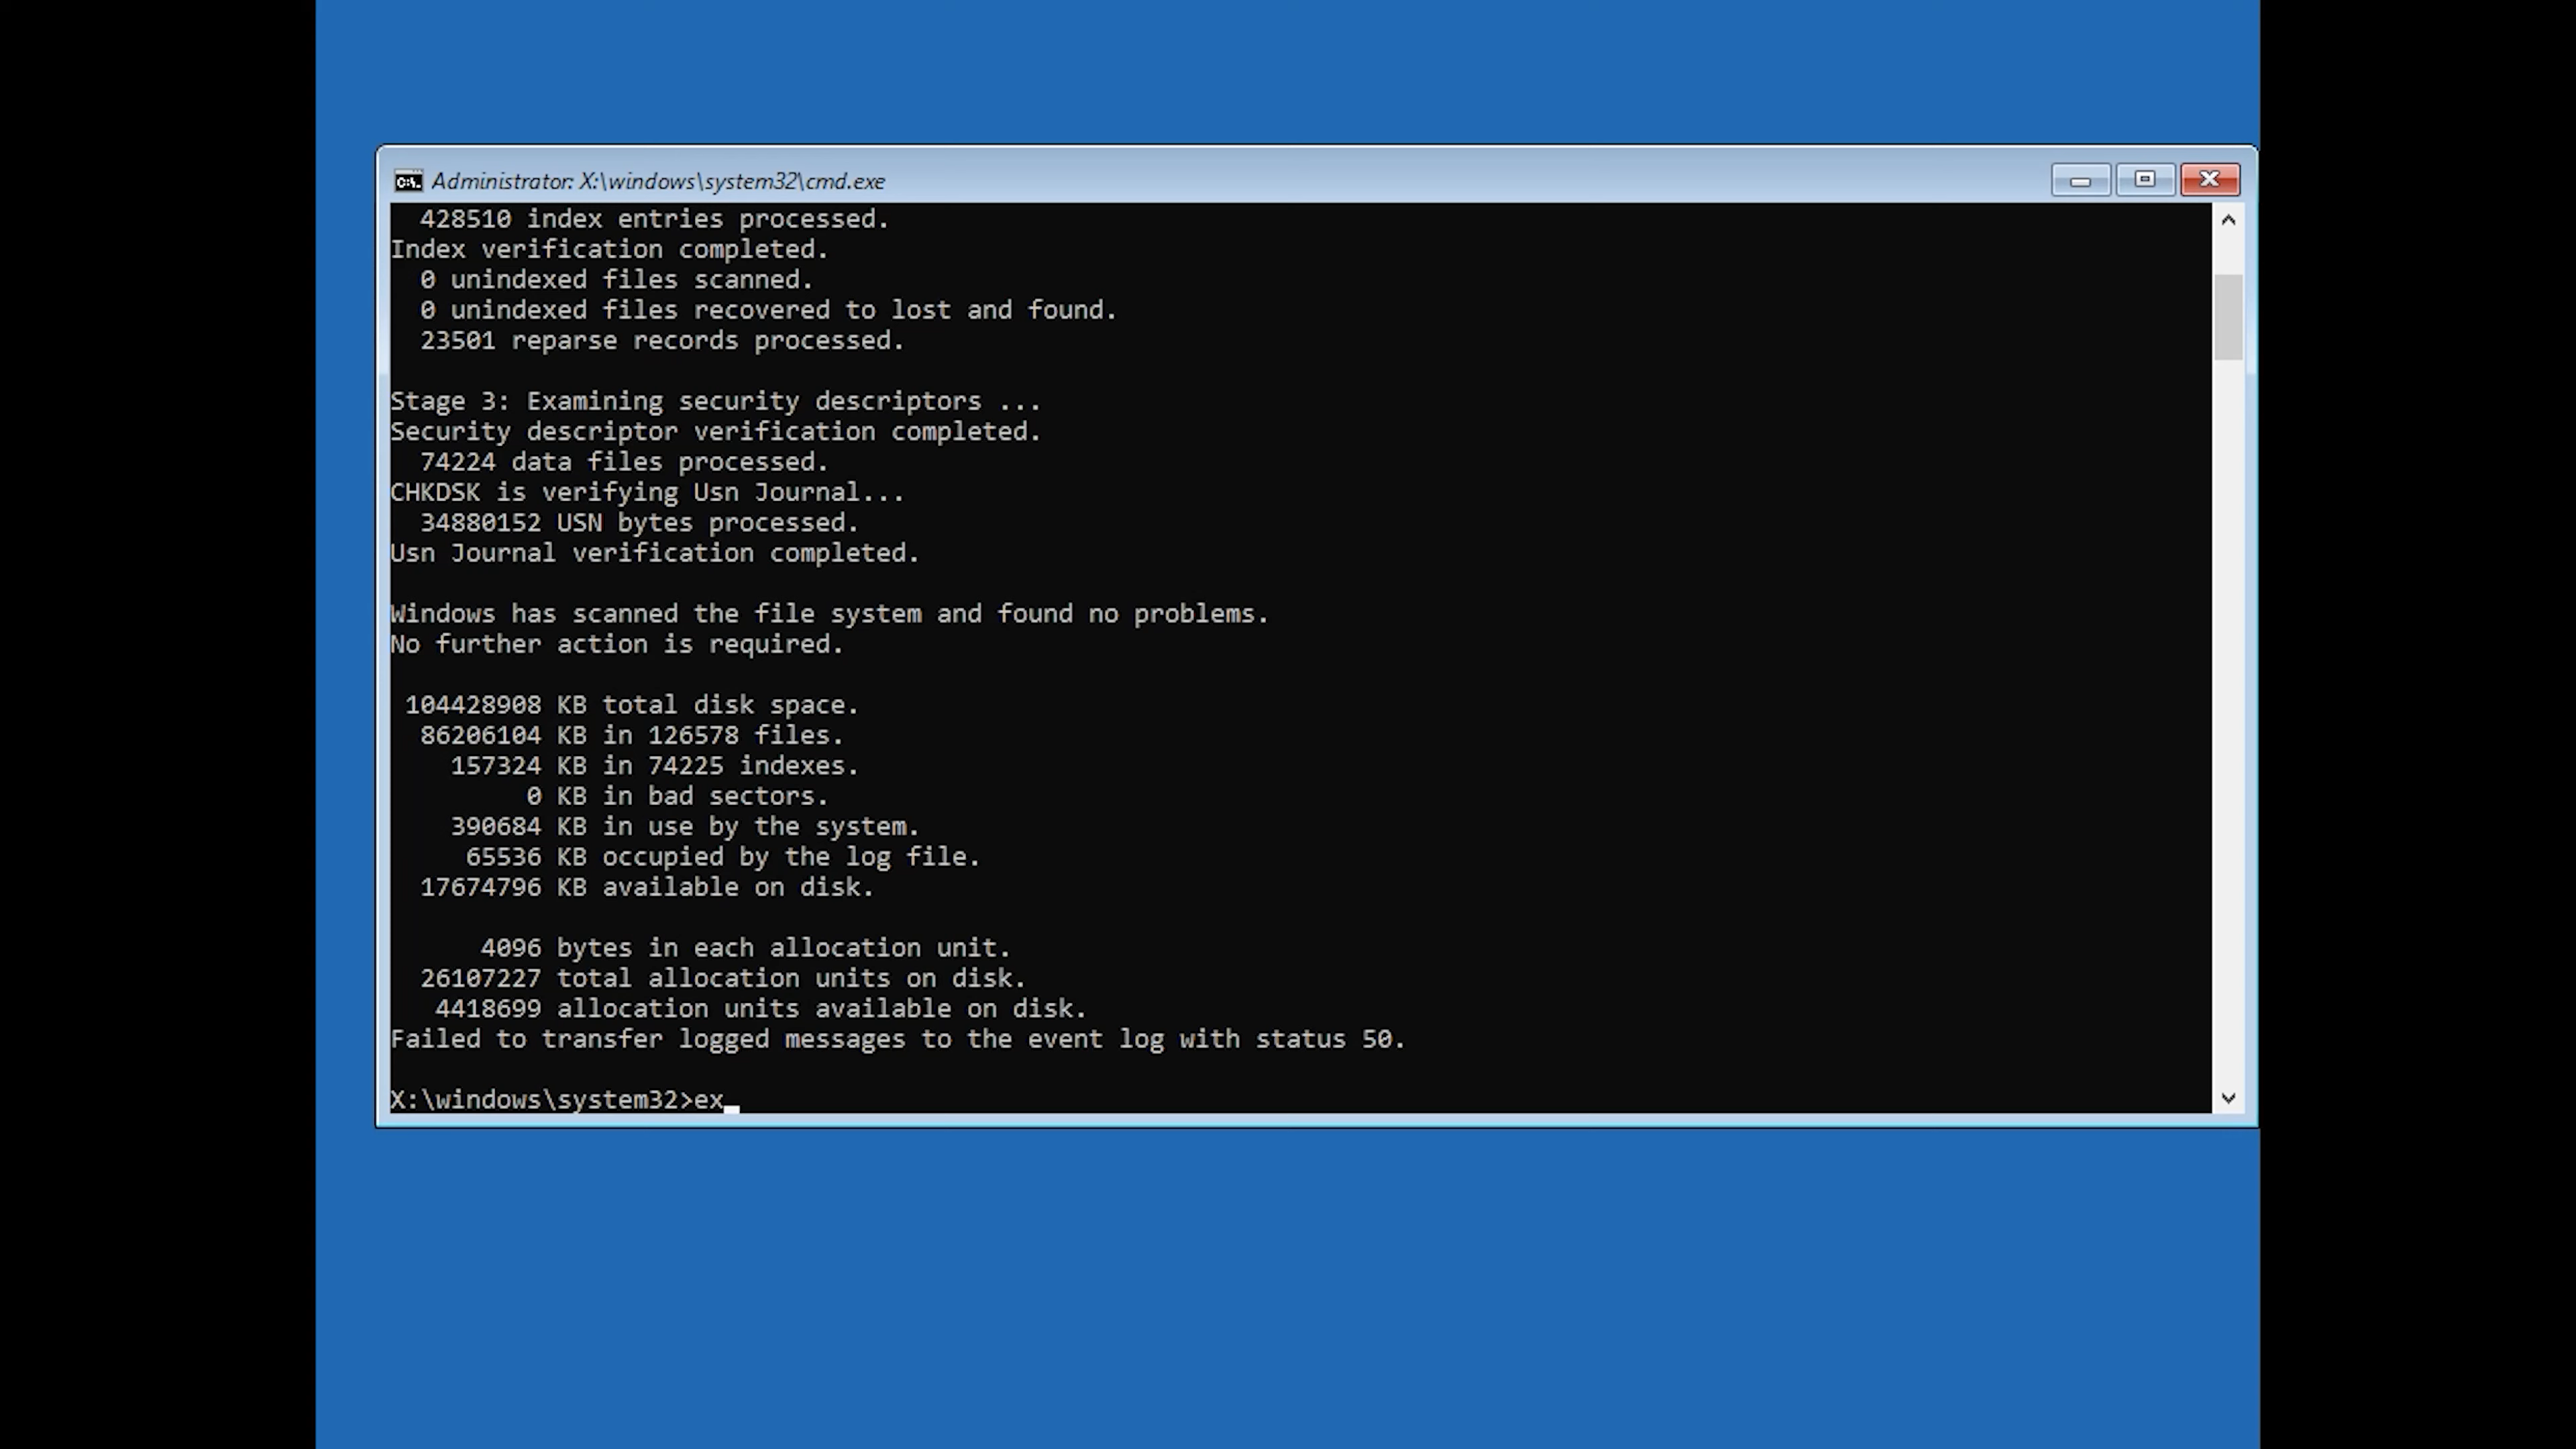 Administrator: X:\windows\system32\cmd.exe
428510 index entries processed.
Index verification completed.
0 unindexed files scanned.
0 unindexed files recovered to lost and found.
23501 reparse records processed.
Stage 3: Examining security descriptors ...
Security descriptor verification completed.
74224 data files processed.
CHKDSK is verifying Usn Journal...
34880152 USN bytes processed.
Usn Journal verification completed.
Windows has scanned the file system and found no problems.
No further action is required.
104428908 KB total disk space.
86206104 KB in 126578 files.
157324 KB in 74225 indexes.
0 KB in bad sectors.
390684 KB in use by the system.
65536 KB occupied by the log file.
17674796 KB available on disk.
4096 bytes in each allocation unit.
26107227 total allocation units on disk.
4418699 allocation units available on disk.
Failed to transfer logged messages to the event log with status 50.
X:\windows\system32>ex